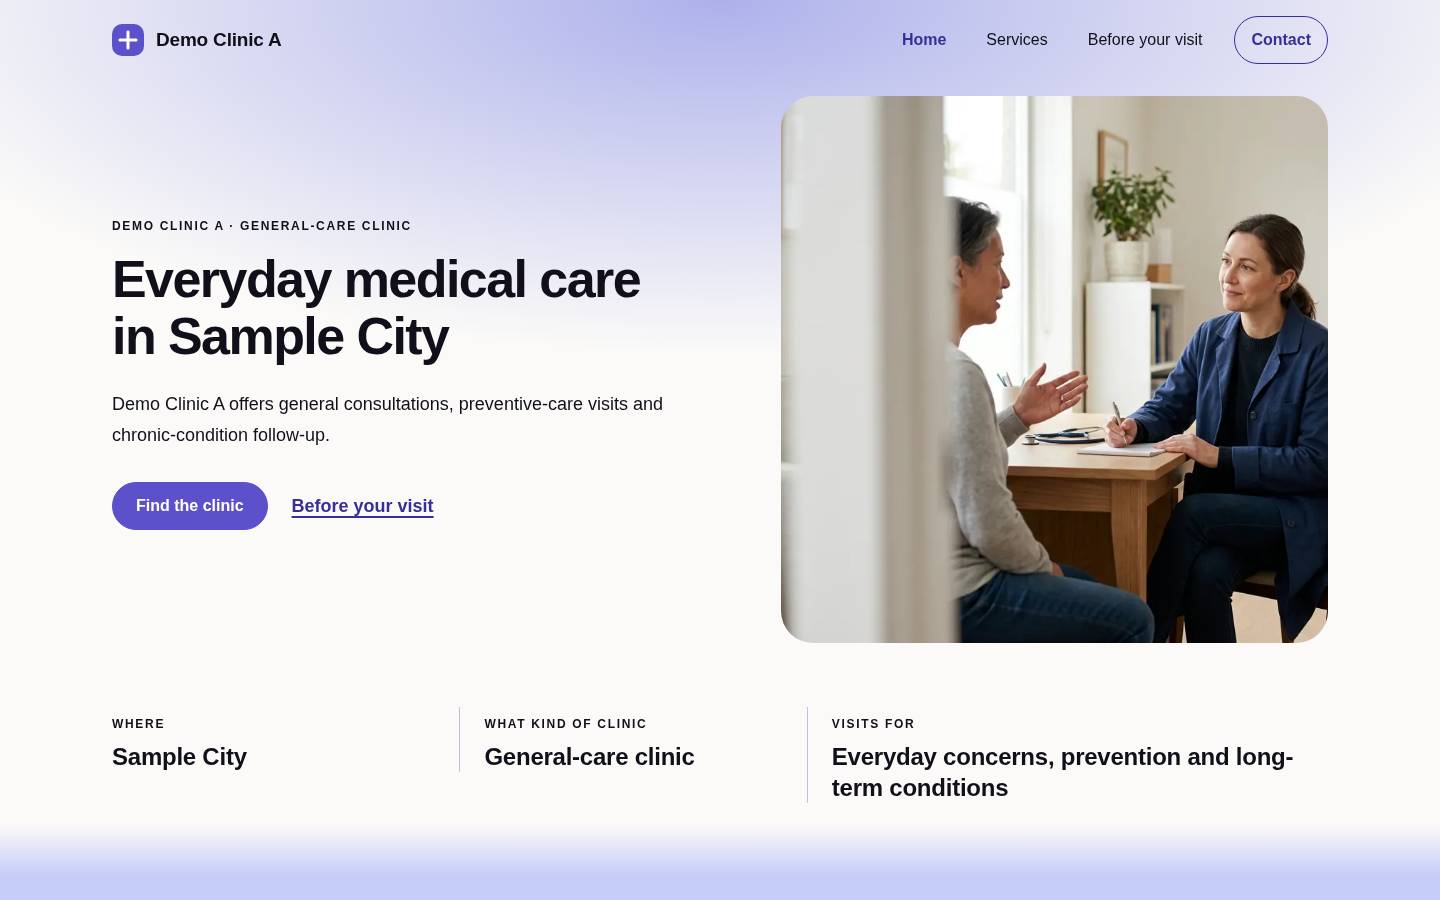 Demo Clinic A
Home
Services
Before your visit
Contact
DEMO CLINIC A · GENERAL-CARE CLINIC
Everyday medical care
in Sample City
Demo Clinic A offers general consultations, preventive-care visits and
chronic-condition follow-up.
Find the clinic
Before your visit
WHERE
Sample City
WHAT KIND OF CLINIC
General-care clinic
VISITS FOR
Everyday concerns, prevention and long-
term conditions